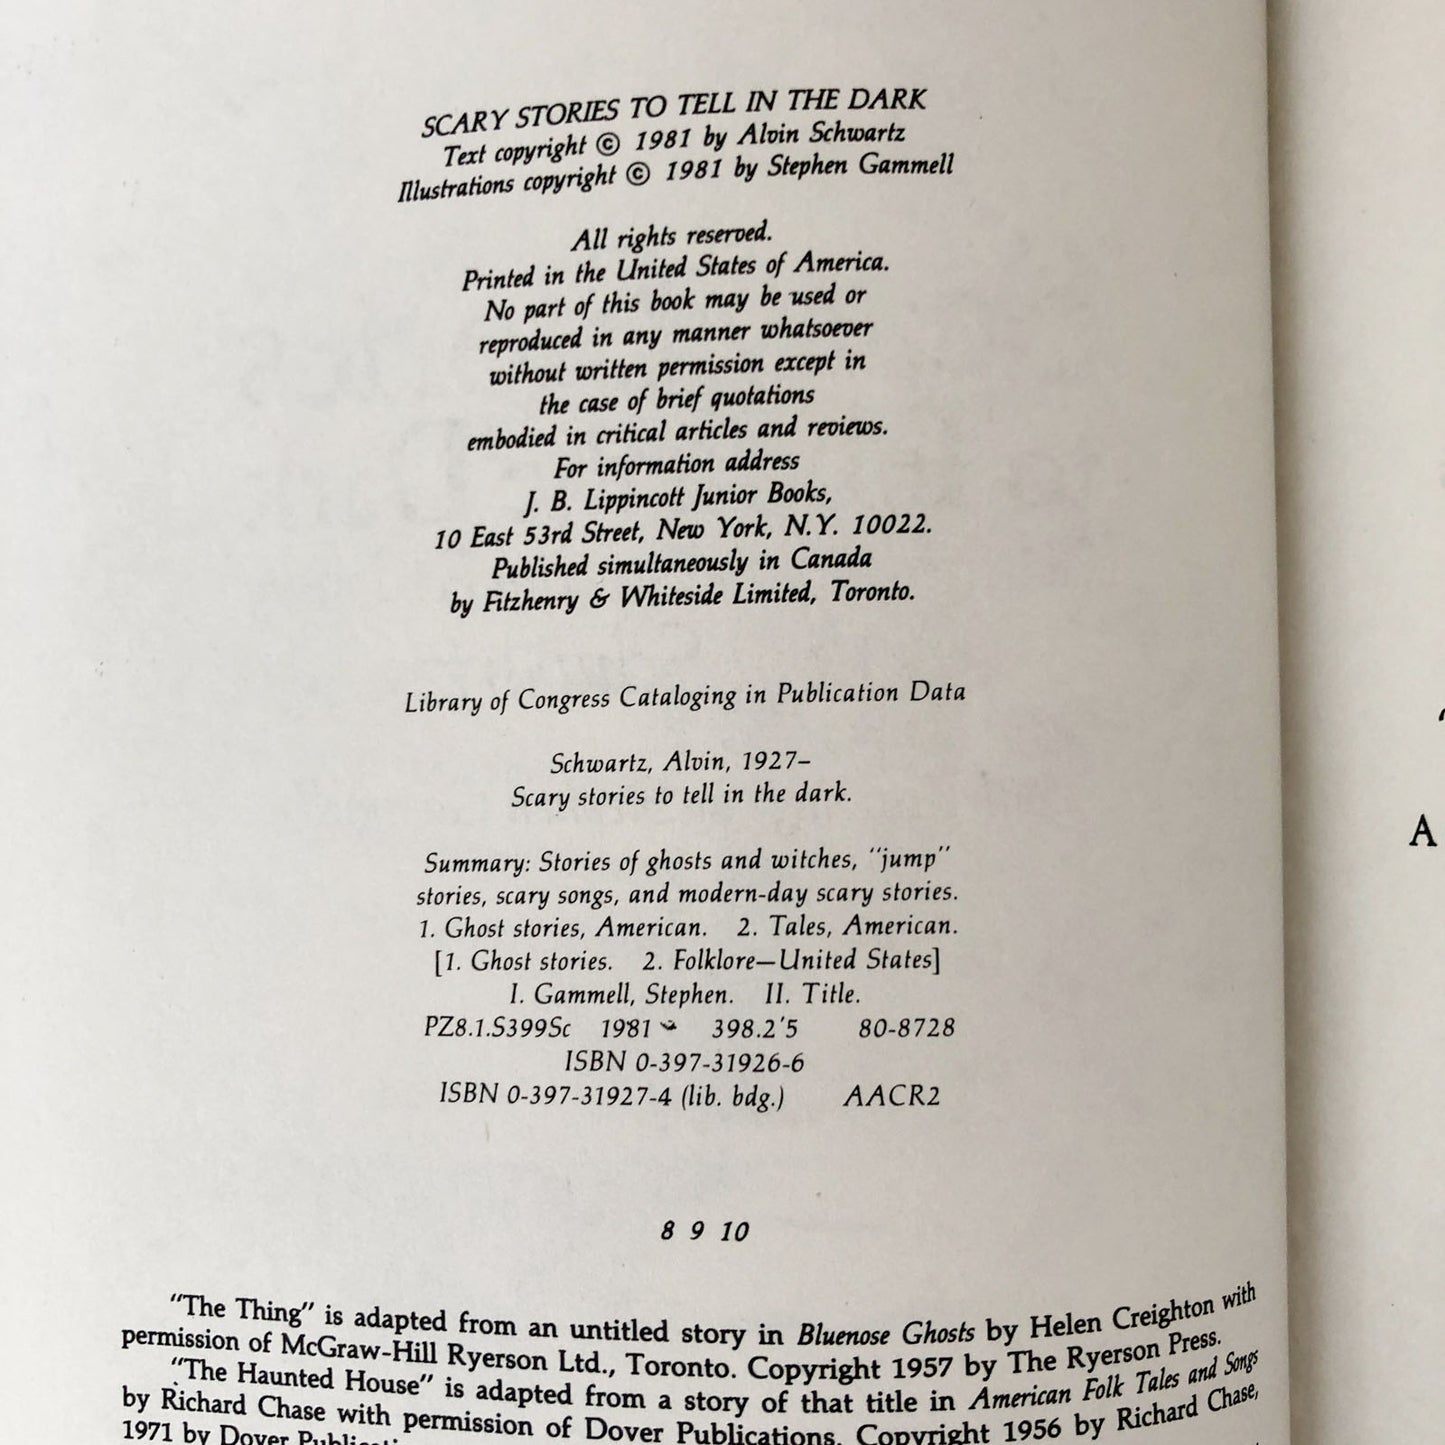 SCARY STORIES TO TELL IN THE DARK
Text copyright © 1981 by Alvin Schwartz
Illustrations copyright © 1981 by Stephen Gammell
All rights reserved.
Printed in the United States of America.
No part of this book may be used or
reproduced in any manner whatsoever
without written permission except in
the case of brief quotations
embodied in critical articles and reviews.
For information address
J. B. Lippincott Junior Books,
10 East 53rd Street, New York, N.Y. 10022.
Published simultaneously in Canada
by Fitzhenry & Whiteside Limited, Toronto.
Library of Congress Cataloging in Publication Data
Schwartz, Alvin, 1927–
Scary stories to tell in the dark.
Summary: Stories of ghosts and witches, "jump"
stories, scary songs, and modern-day scary stories.
1. Ghost stories, American. 2. Tales, American.
[1. Ghost stories. 2. Folklore—United States]
I. Gammell, Stephen. II. Title.
PZ8.1.S399Sc 1981 398.2'5 80-8728
ISBN 0-397-31926-6
ISBN 0-397-31927-4 (lib. bdg.) AACR2
8 9 10
"The Thing" is adapted from an untitled story in Bluenose Ghosts by Helen Creighton with
permission of McGraw-Hill Ryerson Ltd., Toronto. Copyright 1957 by The Ryerson Press.
"The Haunted House" is adapted from a story of that title in American Folk Tales and Songs
by Richard Chase with permission of Dover Publications. Copyright 1956 by Richard Chase,
1971 by Dover
A